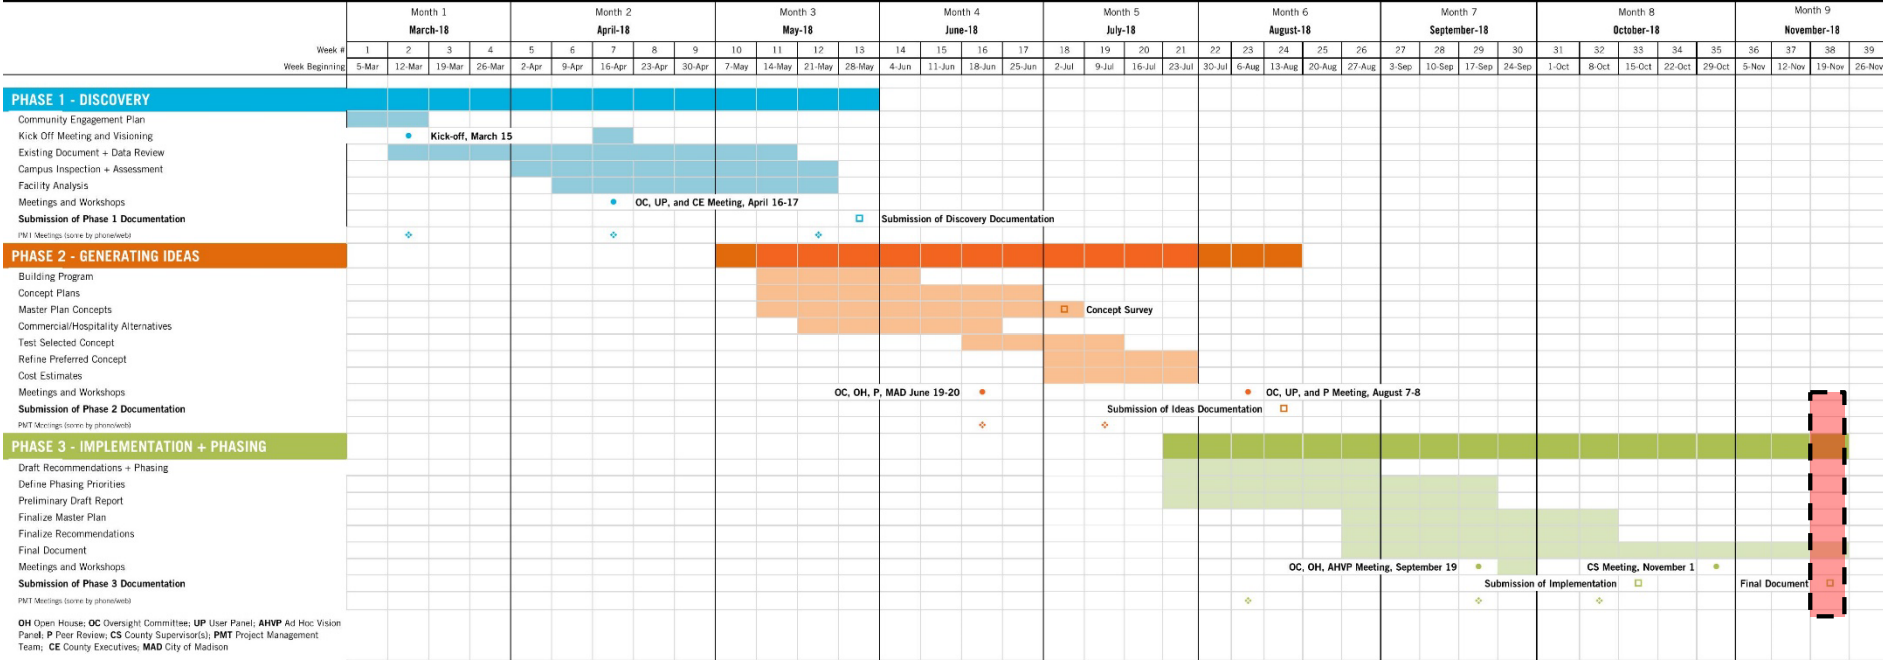 Month 1 Month 2 Month 3 Month 4 Month 5 Month 6 Month 7 Month 8 Month 9
March-18 April-18 May-18 June-18 July-18 August-18 September-18 October-18 November-18
Week # 1 2 3 4 5 6 7 8 9 10 11 12 13 14 15 16 17 18 19 20 21 22 23 24 25 26 27 28 29 30 31 32 33 34 35 36 37 38 39
Week Beginning 5-Mar 12-Mar 19-Mar 26-Mar 2-Apr 9-Apr 16-Apr 23-Apr 30-Apr 7-May 14-May 21-May 28-May 4-Jun 11-Jun 18-Jun 25-Jun 2-Jul 9-Jul 16-Jul 23-Jul 30-Jul 6-Aug 13-Aug 20-Aug 27-Aug 3-Sep 10-Sep 17-Sep 24-Sep 1-Oct 8-Oct 15-Oct 22-Oct 29-Oct 5-Nov 12-Nov 19-Nov 26-Nov
PHASE 1 - DISCOVERY
Community Engagement Plan
Kick Off Meeting and Visioning Kick-off, March 15
Existing Document + Data Review
Campus Inspection + Assessment
Facility Analysis
Meetings and Workshops OC, UP, and CE Meeting, April 16-17
Submission of Phase 1 Documentation Submission of Discovery Documentation
PMT Meetings (some by phone/web)
PHASE 2 - GENERATING IDEAS
Building Program
Concept Plans
Master Plan Concepts Concept Survey
Commercial/Hospitality Alternatives
Test Selected Concept
Refine Preferred Concept
Cost Estimates
Meetings and Workshops OC, OH, P, MAD June 19-20 OC, UP, and P Meeting, August 7-8
Submission of Phase 2 Documentation Submission of Ideas Documentation
PMT Meetings (some by phone/web)
PHASE 3 - IMPLEMENTATION + PHASING
Draft Recommendations + Phasing
Define Phasing Priorities
Preliminary Draft Report
Finalize Master Plan
Finalize Recommendations
Final Document
Meetings and Workshops OC, OH, AHVP Meeting, September 19 CS Meeting, November 1
Submission of Phase 3 Documentation Submission of Implementation Final Document
PMT Meetings (some by phone/web)
OH Open House; OC Oversight Committee; UP User Panel; AHVP Ad Hoc Vision
Panel; P Peer Review; CS County Supervisor(s); PMT Project Management
Team; CE County Executives; MAD City of Madison